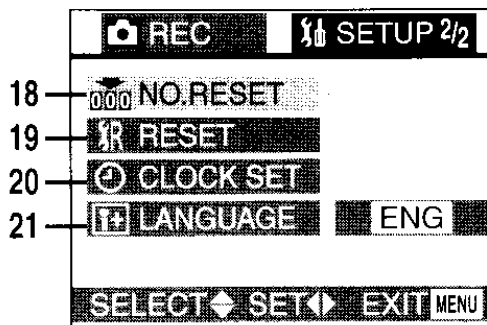 REC SETUP 2/2
18 000 NO.RESET
19 R RESET
20 CLOCK SET
21 LANGUAGE ENG
SELECT SET EXIT MENU